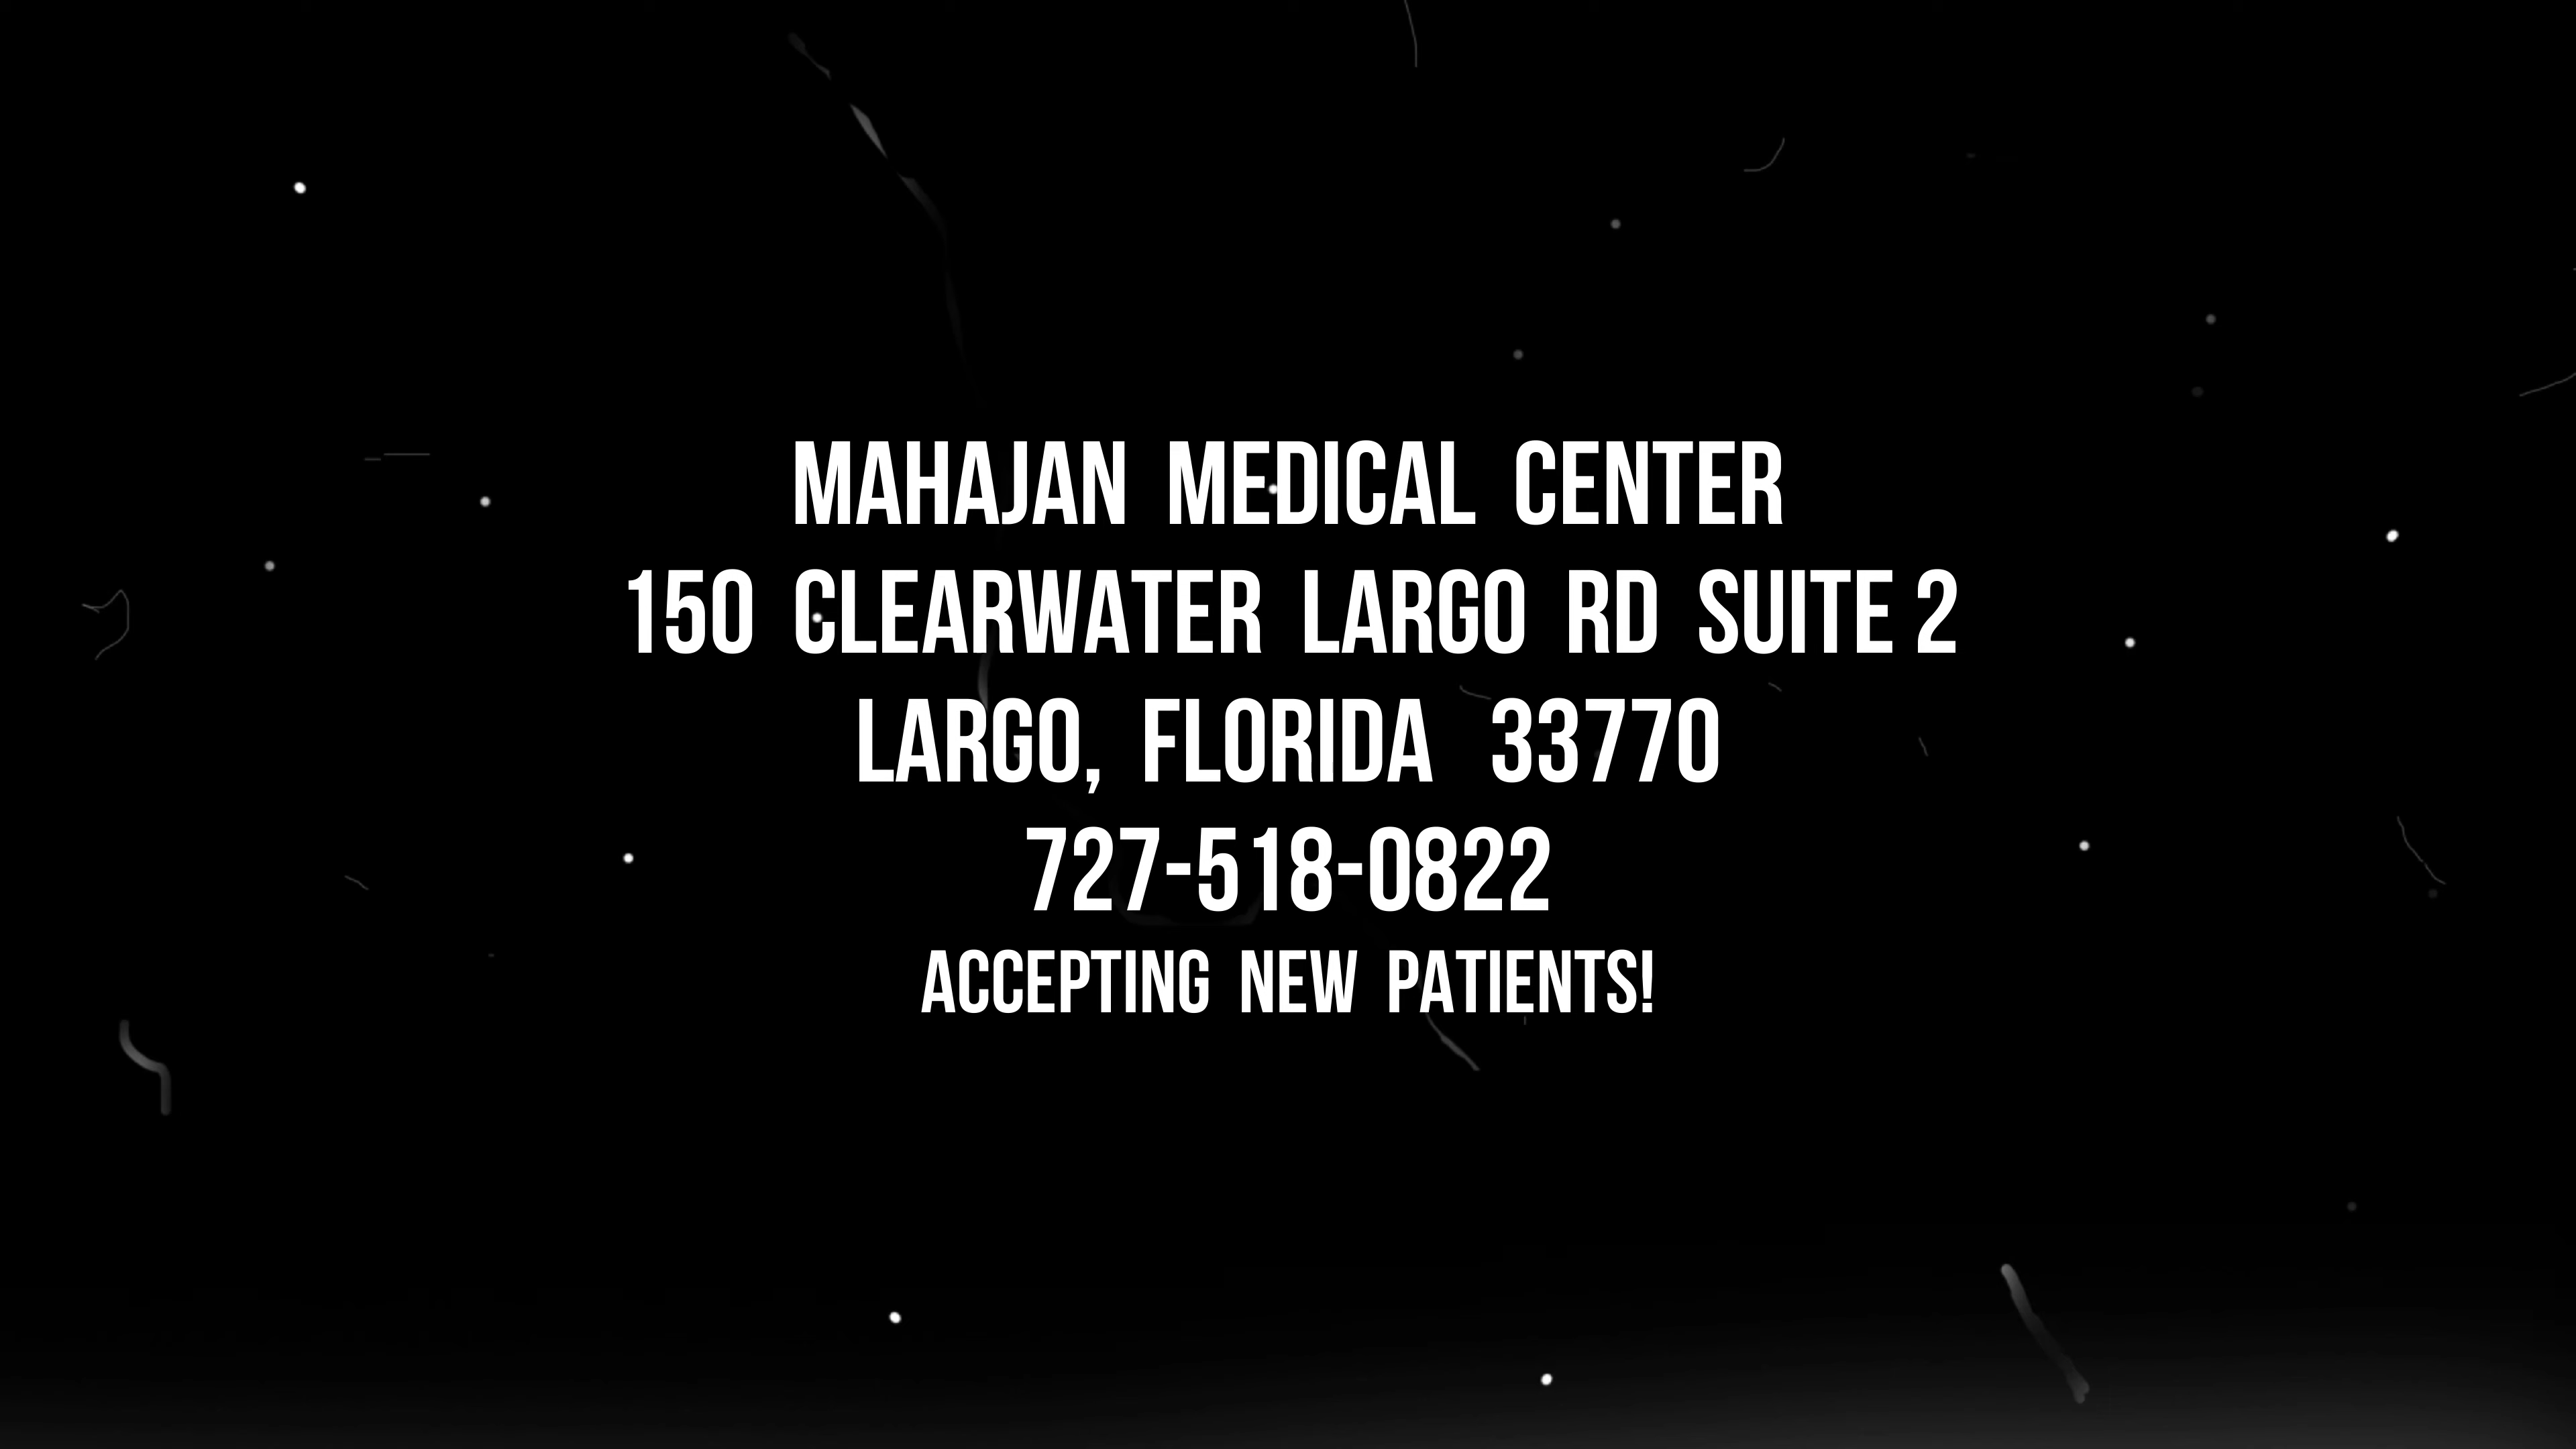 MAHAJAN MEDICAL CENTER
150 CLEARWATER LARGO RD SUITE 2
LARGO, FLORIDA 33770
727-518-0822
ACCEPTING NEW PATIENTS!